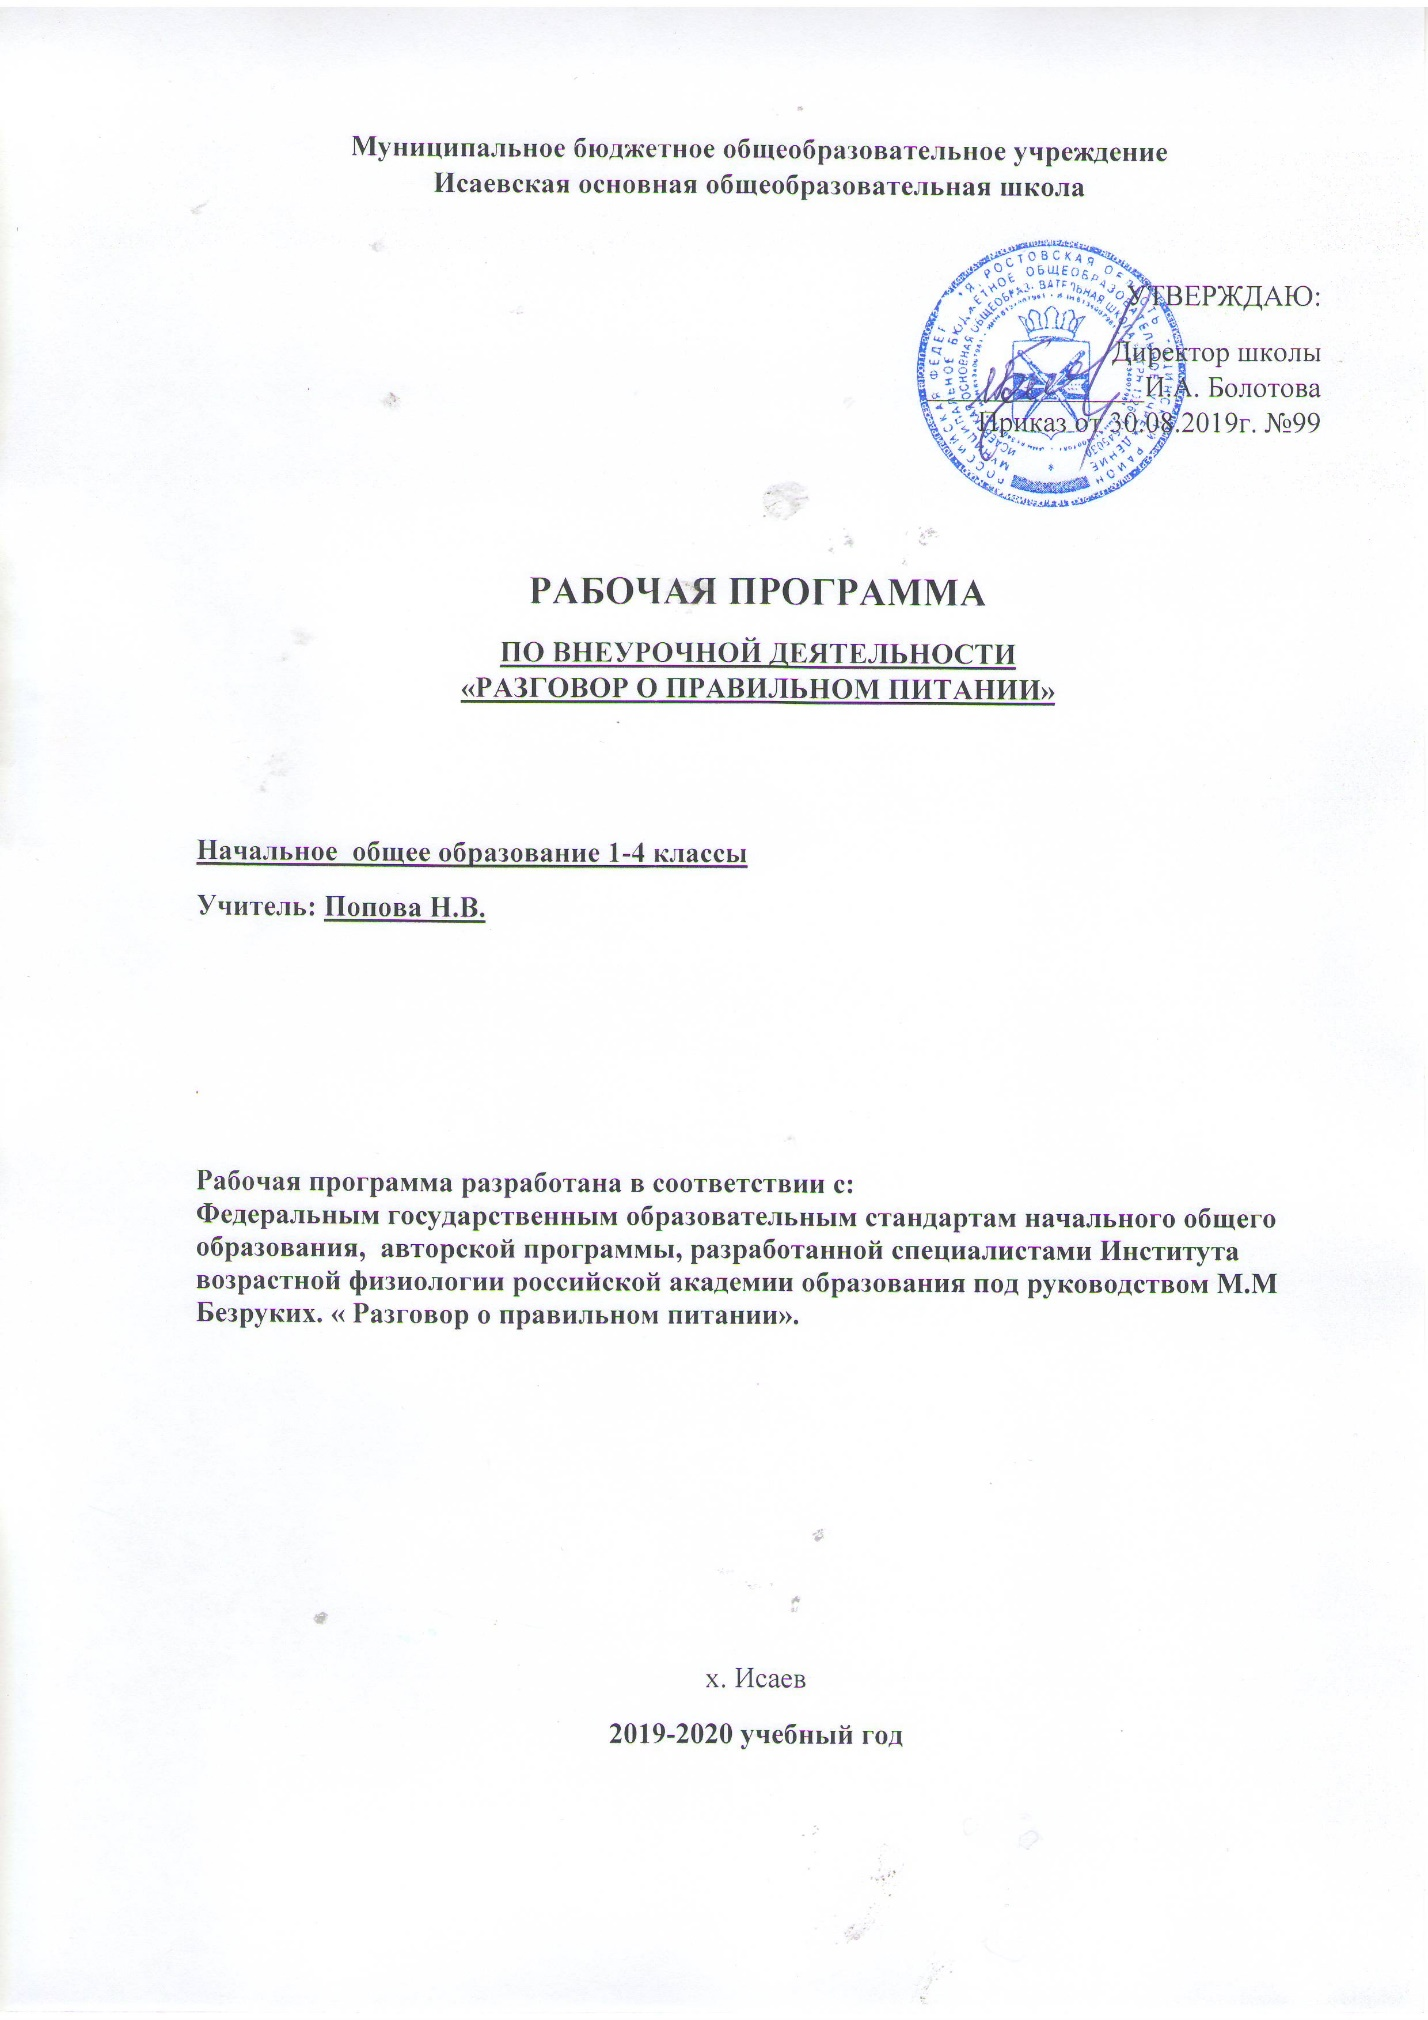 Муниципальное бюджетное общеобразовательное учреждение
Исаевская основная общеобразовательная школа
УТВЕРЖДАЮ:
Директор школы
И.А. Болотова
Приказ от 30.08.2019г. №99
РАБОЧАЯ ПРОГРАММА
ПО ВНЕУРОЧНОЙ ДЕЯТЕЛЬНОСТИ
«РАЗГОВОР О ПРАВИЛЬНОМ ПИТАНИИ»
Начальное  общее образование 1-4 классы
Учитель: Попова Н.В.
Рабочая программа разработана в соответствии с:
Федеральным государственным образовательным стандартам начального общего
образования,  авторской программы, разработанной специалистами Института
возрастной физиологии российской академии образования под руководством М.М
Безруких. « Разговор о правильном питании».
х. Исаев
2019-2020 учебный год